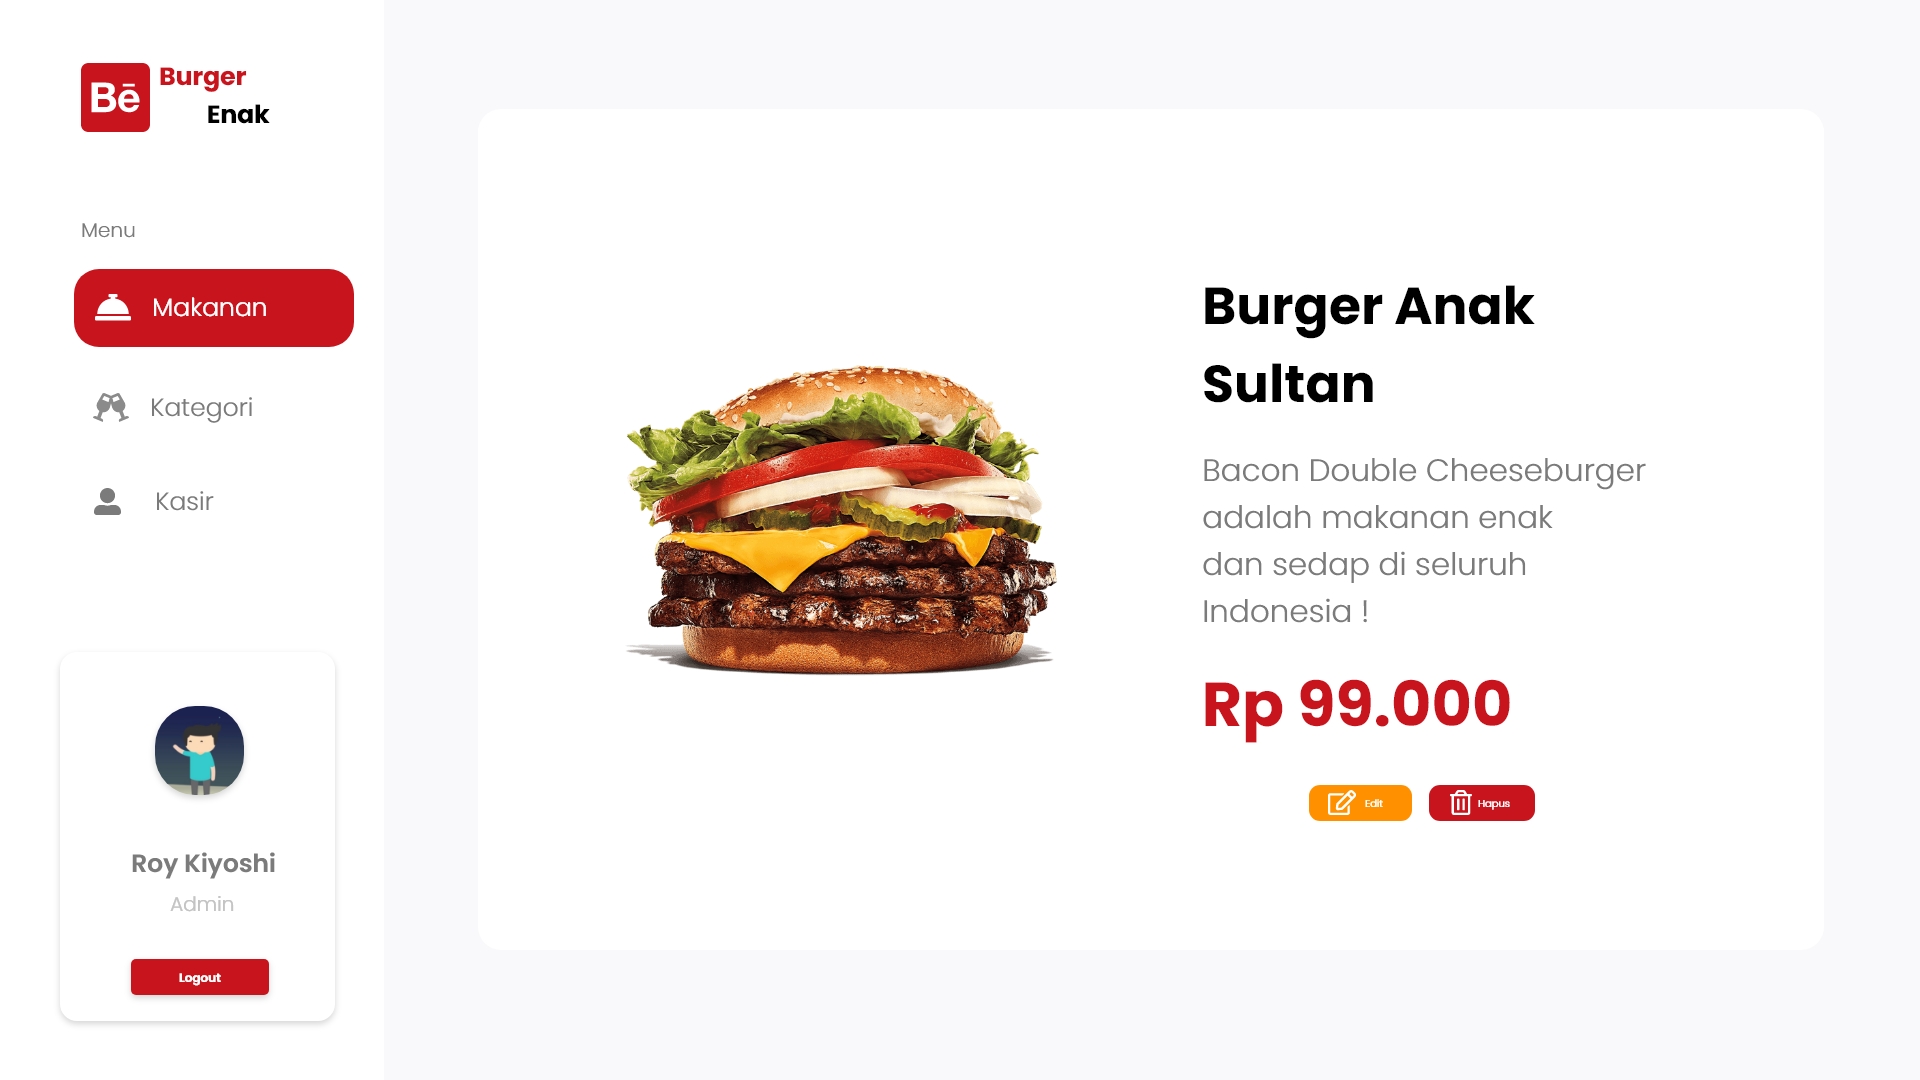 Bē
Burger
Enak
Menu
Makanan
Kategori
Kasir
Roy Kiyoshi
Admin
Logout
Burger Anak
Sultan
Bacon Double Cheeseburger
adalah makanan enak
dan sedap di seluruh
Indonesia !
Rp 99.000
Edit
Hapus